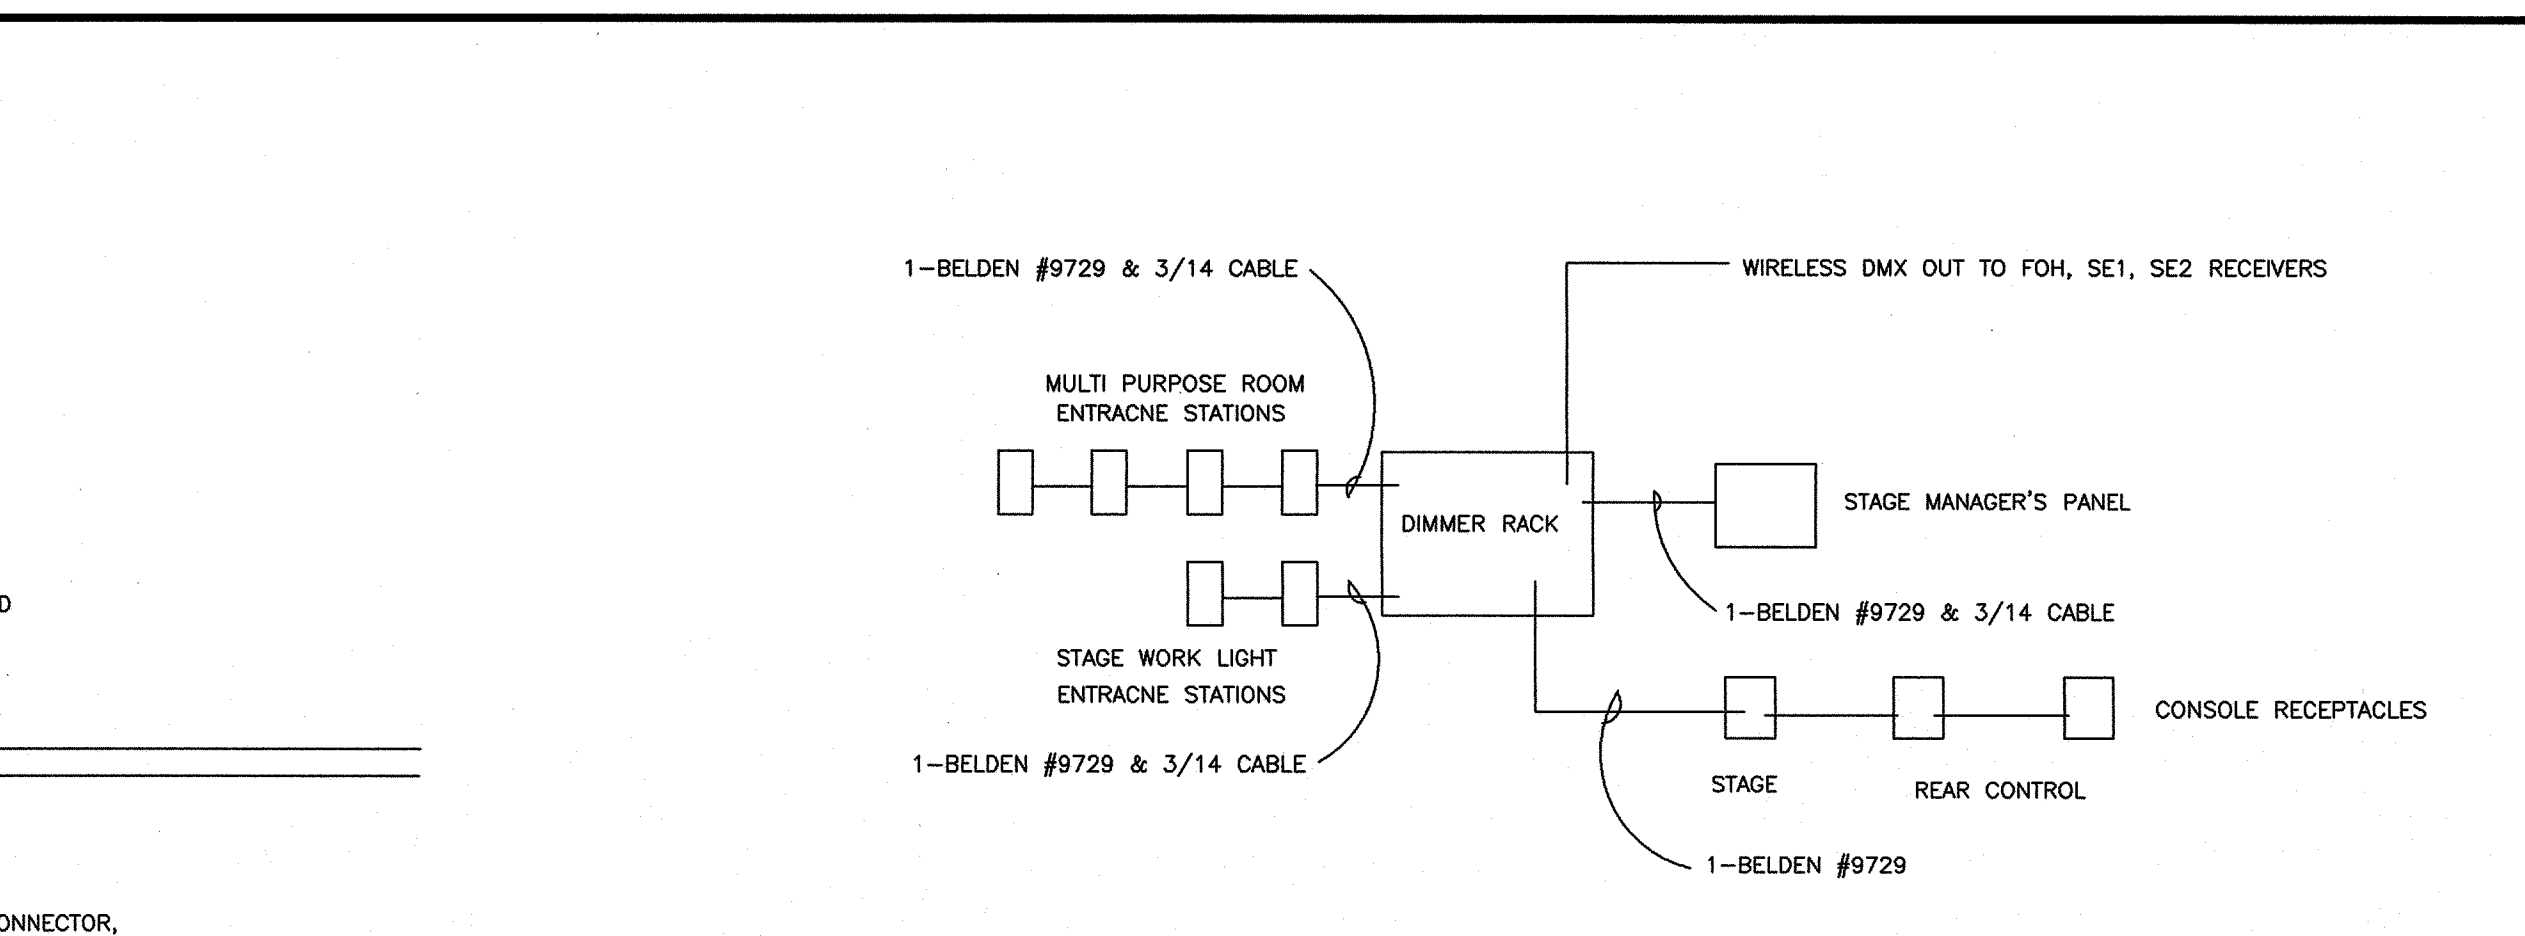 1-BELDEN #9729 & 3/14 CABLE
WIRELESS DMX OUT TO FOH, SE1, SE2 RECEIVERS
MULTI PURPOSE ROOM
ENTRACNE STATIONS
DIMMER RACK
STAGE MANAGER'S PANEL
D
1-BELDEN #9729 & 3/14 CABLE
STAGE WORK LIGHT
ENTRACNE STATIONS
CONSOLE RECEPTACLES
1-BELDEN #9729 & 3/14 CABLE
STAGE
REAR CONTROL
1-BELDEN #9729
ONNECTOR,